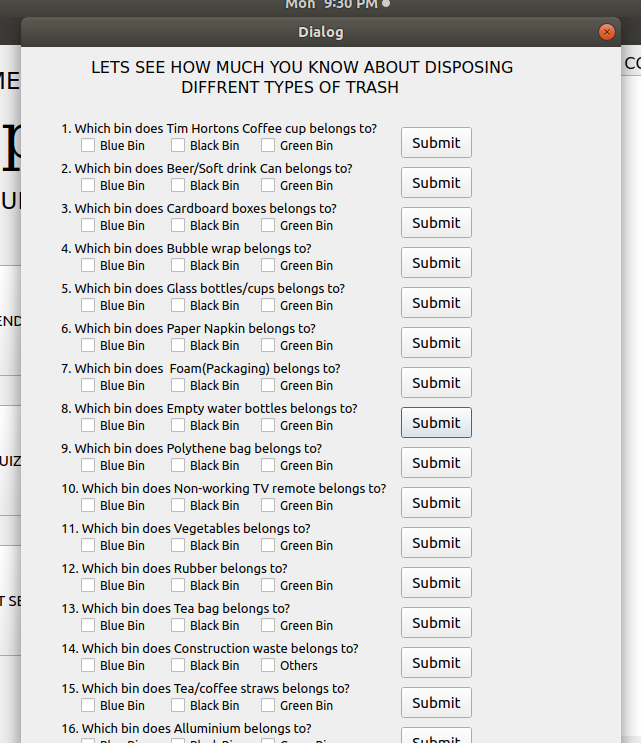 Mon 9:30 PM
Dialog
CO
LETS SEE HOW MUCH YOU KNOW ABOUT DISPOSING
DIFFRENT TYPES OF TRASH
1. Which bin does Tim Hortons Coffee cup belongs to?
Blue Bin Black Bin Green Bin Submit
2. Which bin does Beer/Soft drink Can belongs to?
Blue Bin Black Bin Green Bin Submit
3. Which bin does Cardboard boxes belongs to?
Blue Bin Black Bin Green Bin Submit
4. Which bin does Bubble wrap belongs to?
Blue Bin Black Bin Green Bin Submit
5. Which bin does Glass bottles/cups belongs to?
Blue Bin Black Bin Green Bin Submit
6. Which bin does Paper Napkin belongs to?
Blue Bin Black Bin Green Bin Submit
7. Which bin does Foam(Packaging) belongs to?
Blue Bin Black Bin Green Bin Submit
8. Which bin does Empty water bottles belongs to?
Blue Bin Black Bin Green Bin Submit
9. Which bin does Polythene bag belongs to?
Blue Bin Black Bin Green Bin Submit
10. Which bin does Non-working TV remote belongs to?
Blue Bin Black Bin Green Bin Submit
11. Which bin does Vegetables belongs to?
Blue Bin Black Bin Green Bin Submit
12. Which bin does Rubber belongs to?
Blue Bin Black Bin Green Bin Submit
13. Which bin does Tea bag belongs to?
Blue Bin Black Bin Green Bin Submit
14. Which bin does Construction waste belongs to?
Blue Bin Black Bin Others Submit
15. Which bin does Tea/coffee straws belongs to?
Blue Bin Black Bin Green Bin Submit
16. Which bin does Alluminium belongs to?
Blue Bin Black Bin Green Bin Submit